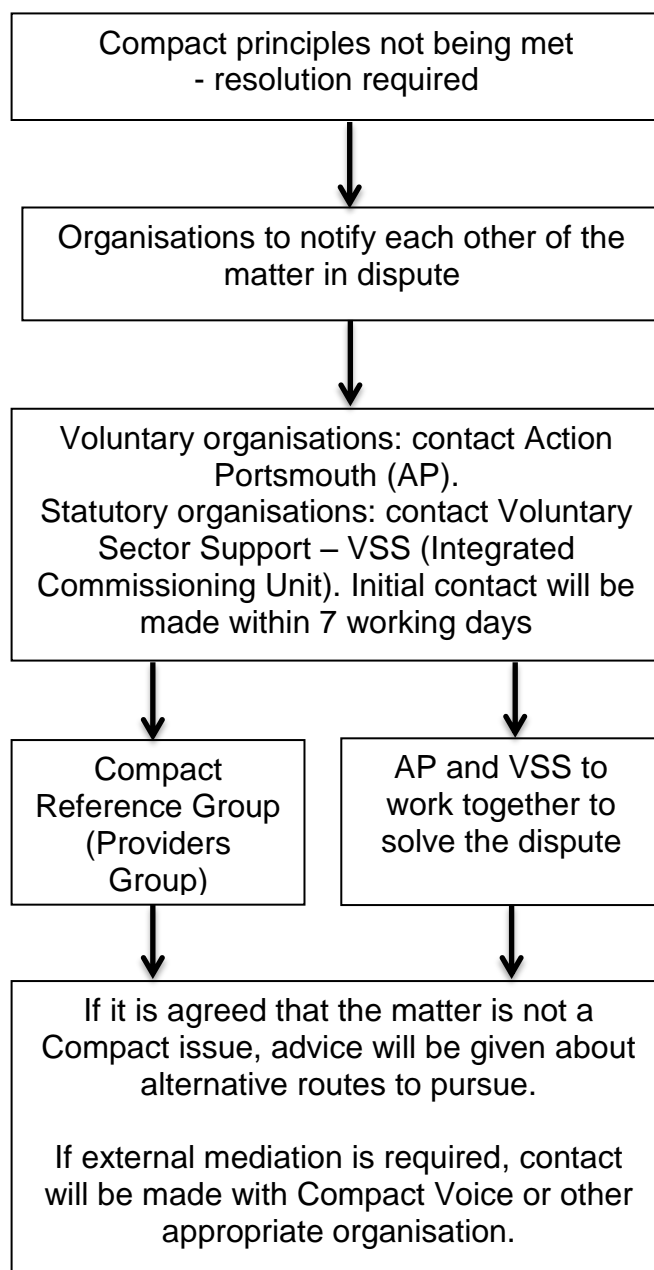 Compact principles not being met
- resolution required
Organisations to notify each other of the
matter in dispute
Voluntary organisations: contact Action
Portsmouth (AP).
Statutory organisations: contact Voluntary
Sector Support – VSS (Integrated
Commissioning Unit). Initial contact will be
made within 7 working days
Compact
Reference Group
(Providers
Group)
AP and VSS to
work together to
solve the dispute
If it is agreed that the matter is not a
Compact issue, advice will be given about
alternative routes to pursue.
If external mediation is required, contact
will be made with Compact Voice or other
appropriate organisation.